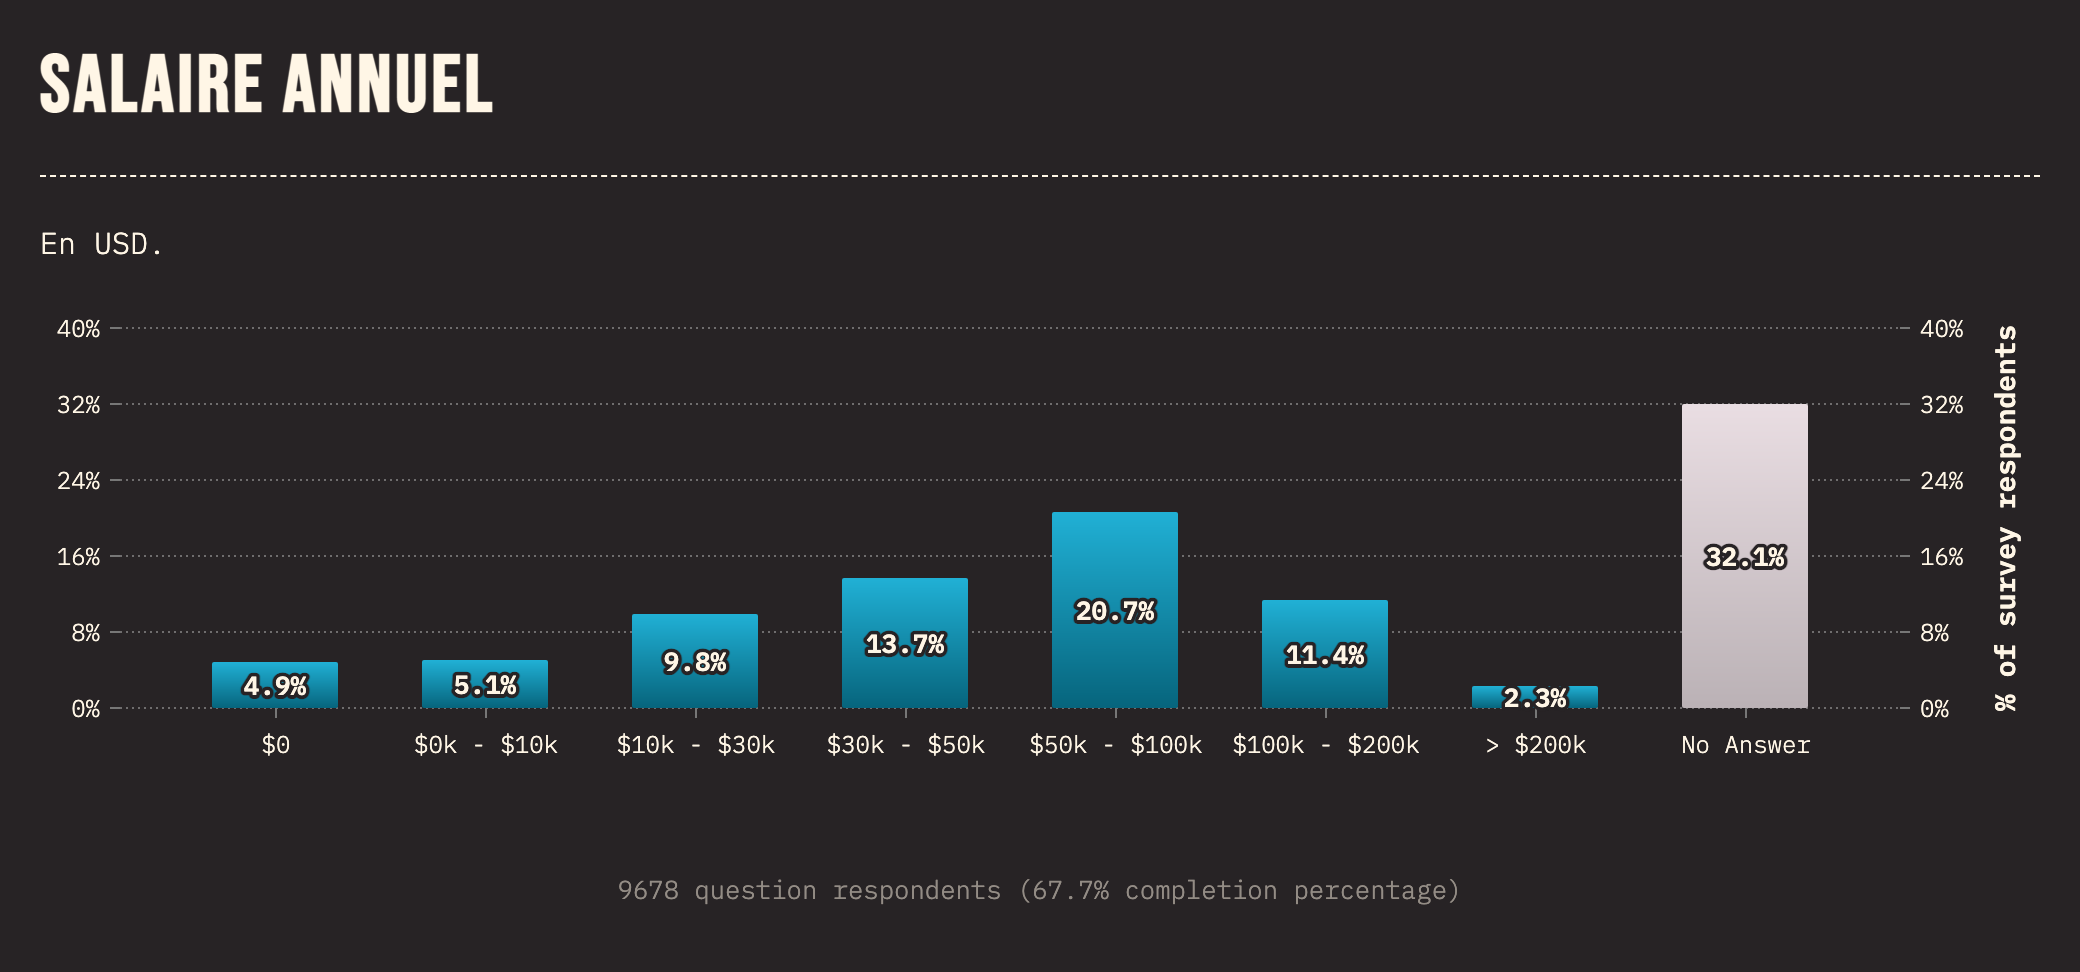 SALAIRE ANNUEL
En USD.
40% 40%
32% 32%
24% 24%
16% 16%
8% 8%
0% 0%
% of survey respondents
4.9% 5.1% 9.8% 13.7% 20.7% 11.4% 2.3% 32.1%
$0 $0k - $10k $10k - $30k $30k - $50k $50k - $100k $100k - $200k > $200k No Answer
9678 question respondents (67.7% completion percentage)